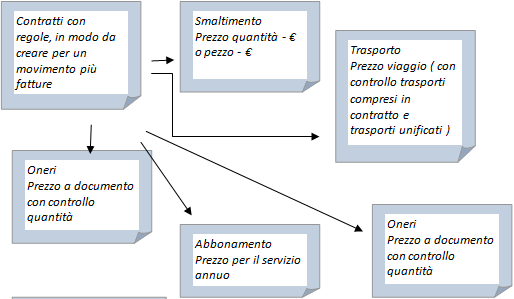 Contratti con
regole, in modo da
creare per un
movimento più
fatture
Smaltimento
Prezzo quantità - €
o pezzo - €
Trasporto
Prezzo viaggio ( con
controllo trasporti
compresi in
contratto e
trasporti unificati )
Oneri
Prezzo a documento
con controllo
quantità
Abbonamento
Prezzo per il servizio
annuo
Oneri
Prezzo a documento
con controllo
quantità